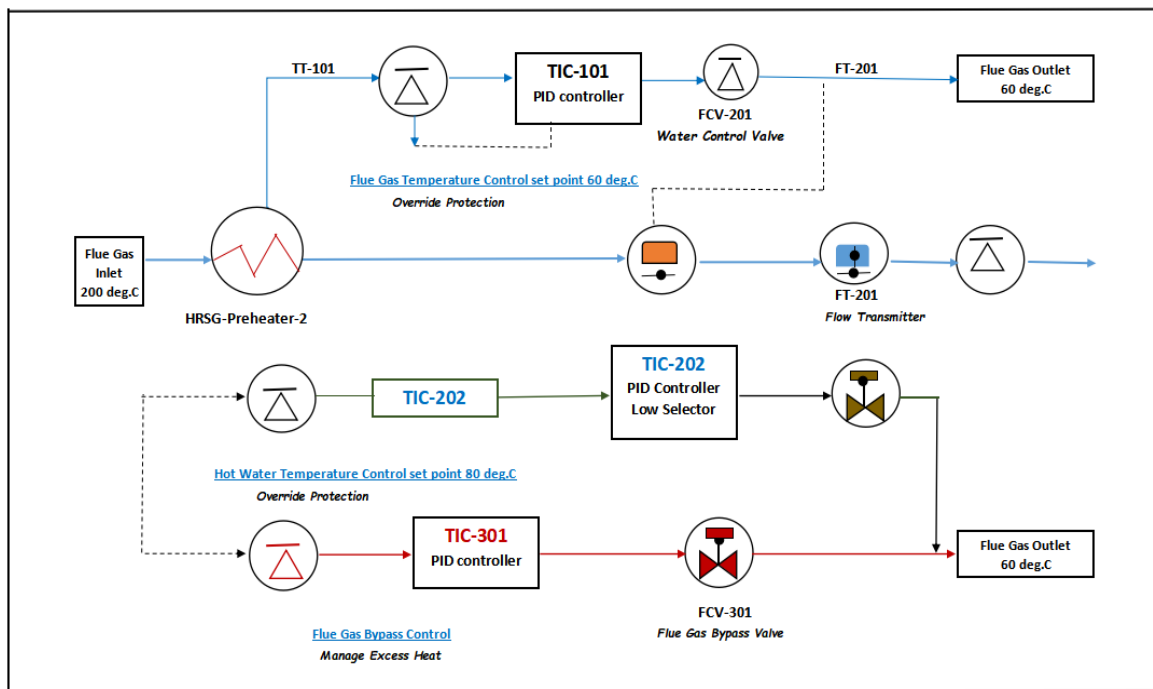 TT-101
TIC-101
PID controller
FCV-201
Water Control Valve
FT-201
Flue Gas Outlet
60 deg.C
Flue Gas Temperature Control set point 60 deg.C
Override Protection
Flue Gas
Inlet
200 deg.C
HRSG-Preheater-2
FT-201
Flow Transmitter
TIC-202
TIC-202
PID Controller
Low Selector
Hot Water Temperature Control set point 80 deg.C
Override Protection
TIC-301
PID controller
FCV-301
Flue Gas Bypass Valve
Flue Gas Outlet
60 deg.C
Flue Gas Bypass Control
Manage Excess Heat